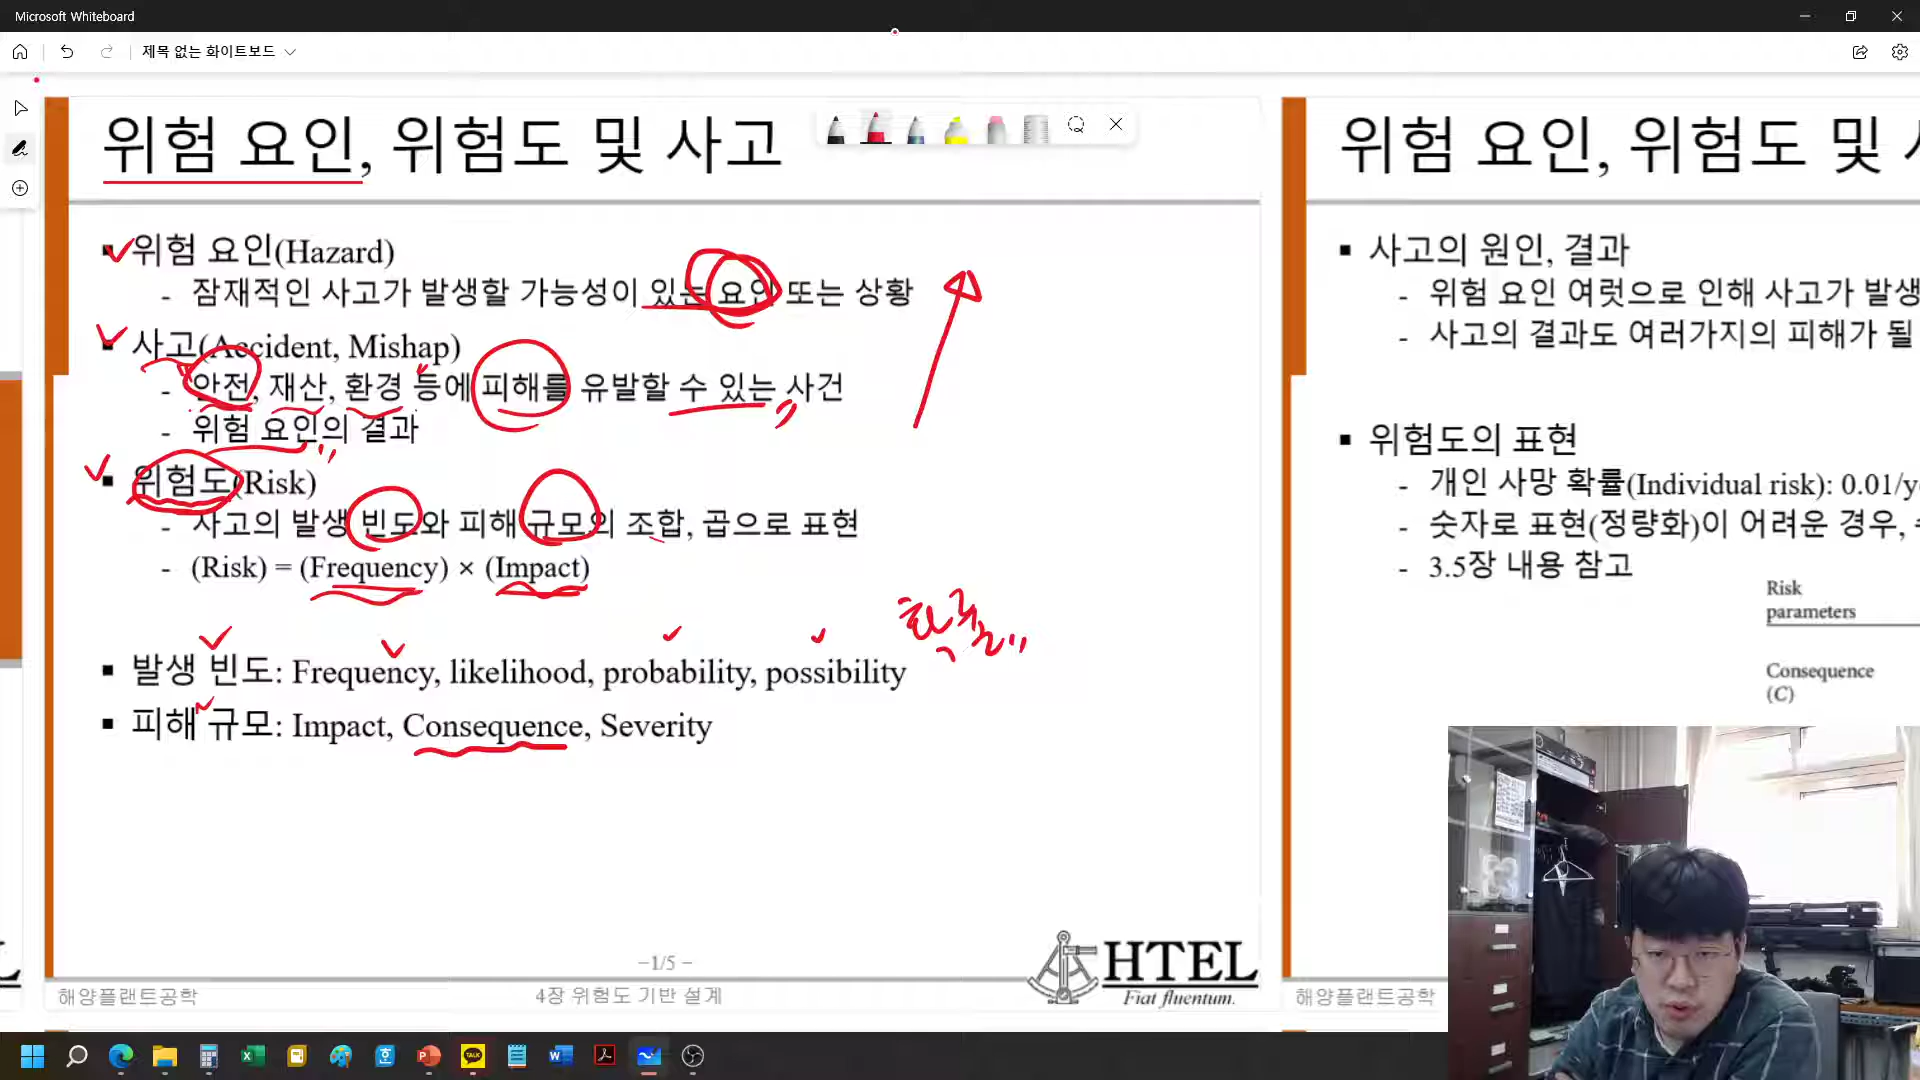 Microsoft Whiteboard
제목 없는 화이트보드
위험 요인, 위험도 및 사고
위험 요인(Hazard)
- 잠재적인 사고가 발생할 가능성이 있는 요인 또는 상황
사고(Accident, Mishap)
- 안전, 재산, 환경 등에 피해를 유발할 수 있는 사건
- 위험 요인의 결과
위험도(Risk)
- 사고의 발생 빈도와 피해 규모의 조합, 곱으로 표현
- (Risk) = (Frequency) × (Impact)
확률
발생 빈도: Frequency, likelihood, probability, possibility
피해 규모: Impact, Consequence, Severity
–1/5 –
해양플랜트공학
4장 위험도 기반 설계
HTEL
Fiat fluentum.
위험 요인, 위험도 및
사고의 원인, 결과
- 위험 요인 여럿으로 인해 사고가 발생
- 사고의 결과도 여러가지의 피해가 될
위험도의 표현
- 개인 사망 확률(Individual risk): 0.01/y
- 숫자로 표현(정량화)이 어려운 경우,
- 3.5장 내용 참고
Risk
parameters
Consequence
(C)
해양플랜트공학